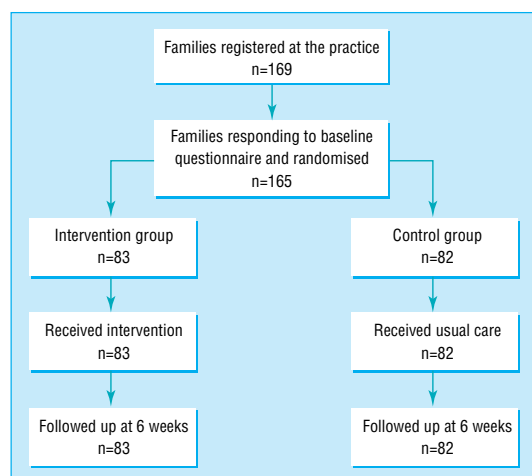 Families registered at the practice
n=169
Families responding to baseline
questionnaire and randomised
n=165
Intervention group
n=83
Control group
n=82
Received intervention
n=83
Received usual care
n=82
Followed up at 6 weeks
n=83
Followed up at 6 weeks
n=82